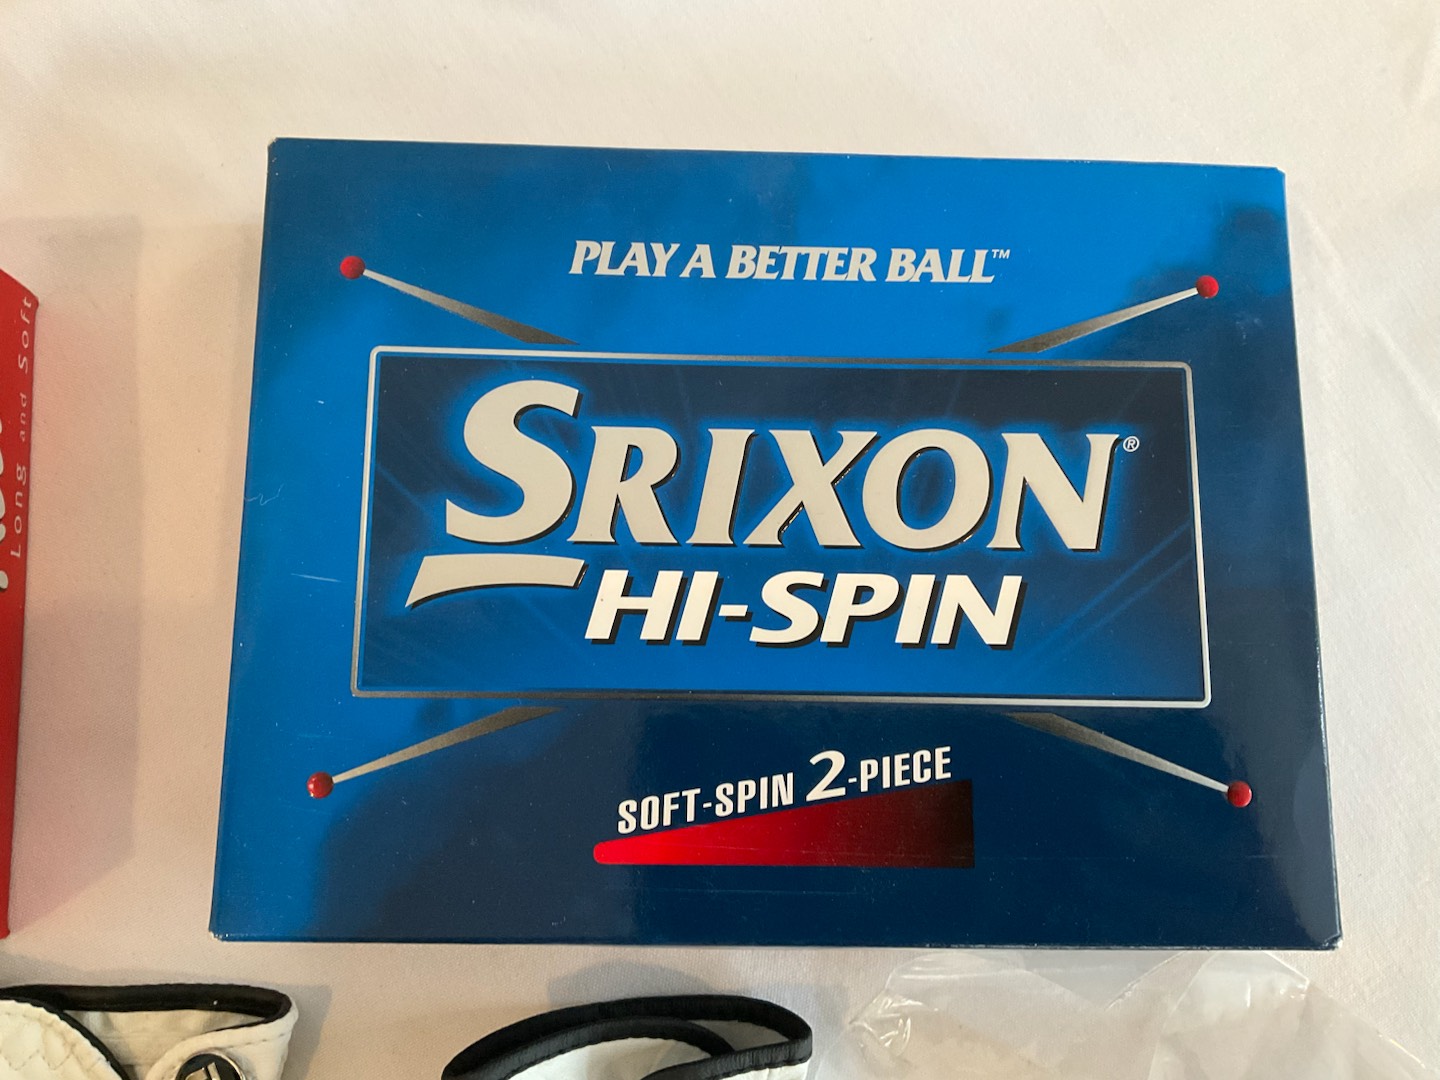 PLAY A BETTER BALL™
SRIXON®
HI-SPIN
SOFT-SPIN 2-PIECE
Long and Soft